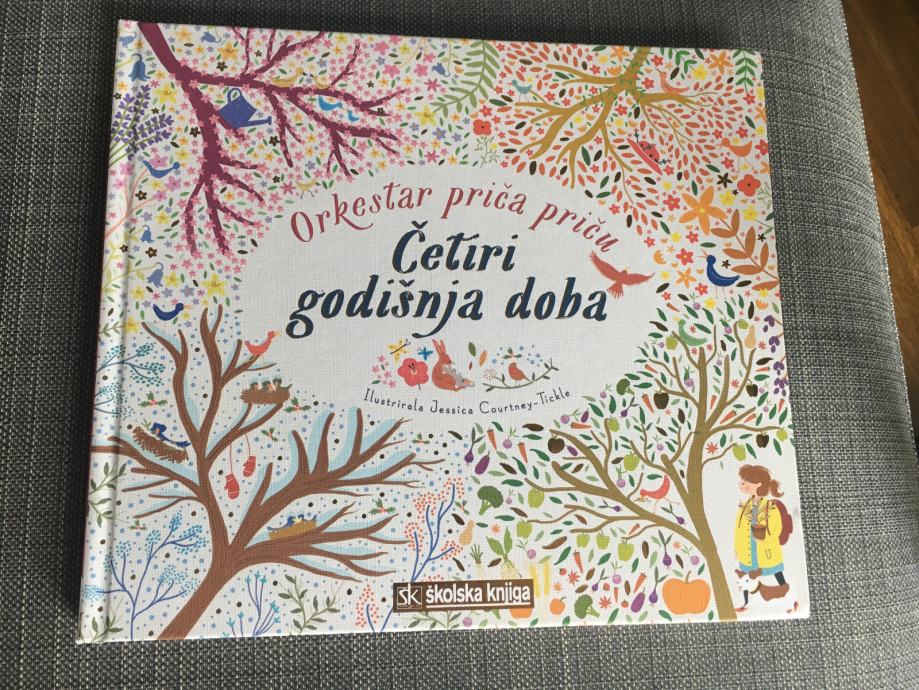 Orkestar priča priču
Četiri
godišnja doba
Ilustrirala Jessica Courtney-Tickle
šk školska knjiga